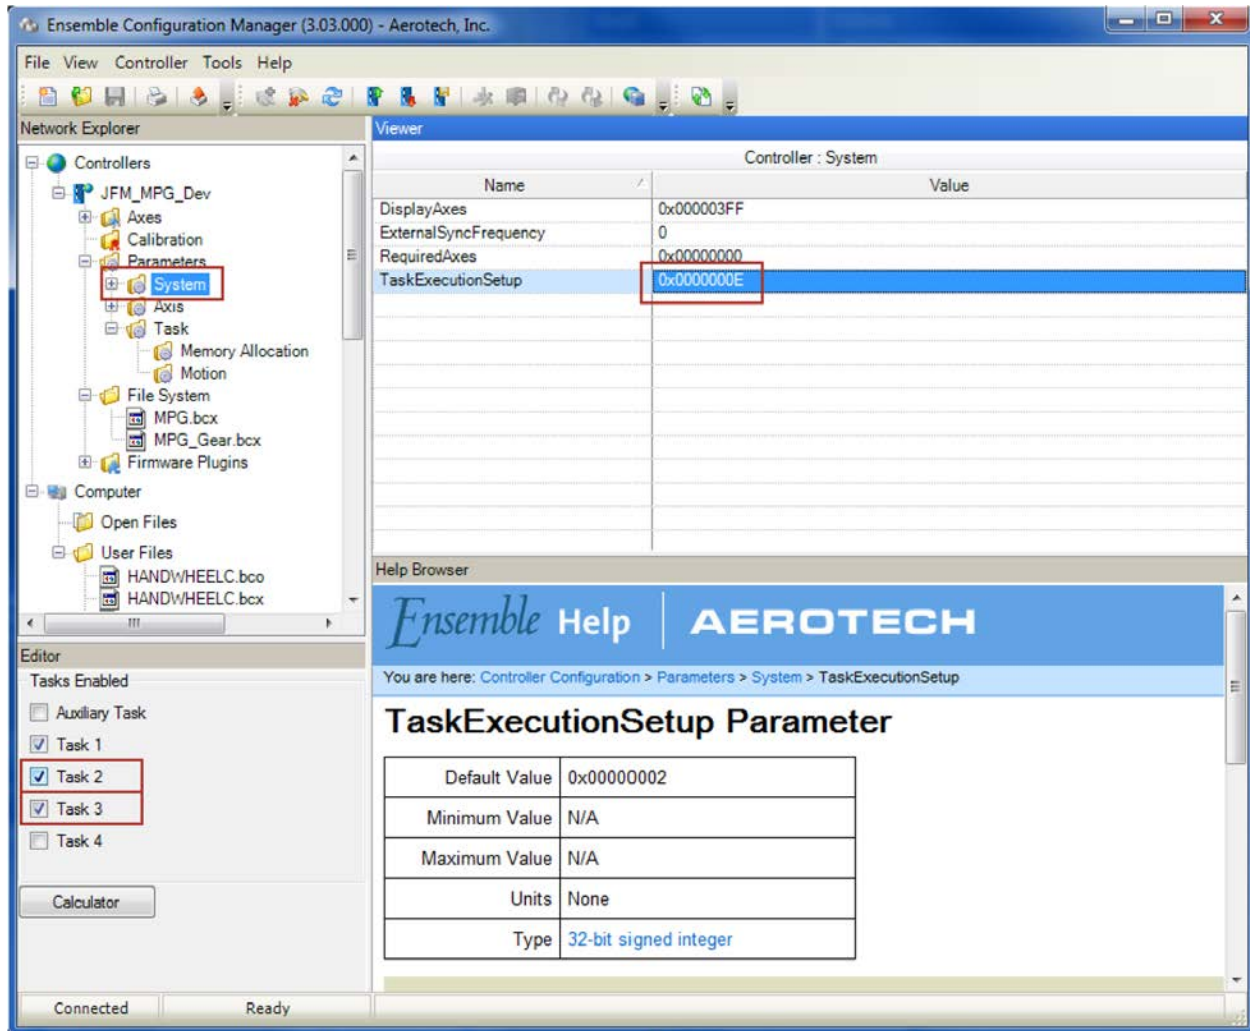 Ensemble Configuration Manager (3.03.000) - Aerotech, Inc.
File View Controller Tools Help
Network Explorer
Controllers
JFM_MPG_Dev
Axes
Calibration
Parameters
System
Axis
Task
Memory Allocation
Motion
File System
MPG.bcx
MPG_Gear.bcx
Firmware Plugins
Computer
Open Files
User Files
HANDWHEELC.bco
HANDWHEELC.bcx
Editor
Tasks Enabled
Auxiliary Task
Task 1
Task 2
Task 3
Task 4
Calculator
Viewer
Controller : System
Name Value
DisplayAxes 0x000003FF
ExternalSyncFrequency 0
RequiredAxes 0x00000000
TaskExecutionSetup 0x0000000E
Help Browser
Ensemble Help AEROTECH
You are here: Controller Configuration > Parameters > System > TaskExecutionSetup
TaskExecutionSetup Parameter
Default Value 0x00000002
Minimum Value N/A
Maximum Value N/A
Units None
Type 32-bit signed integer
Connected Ready